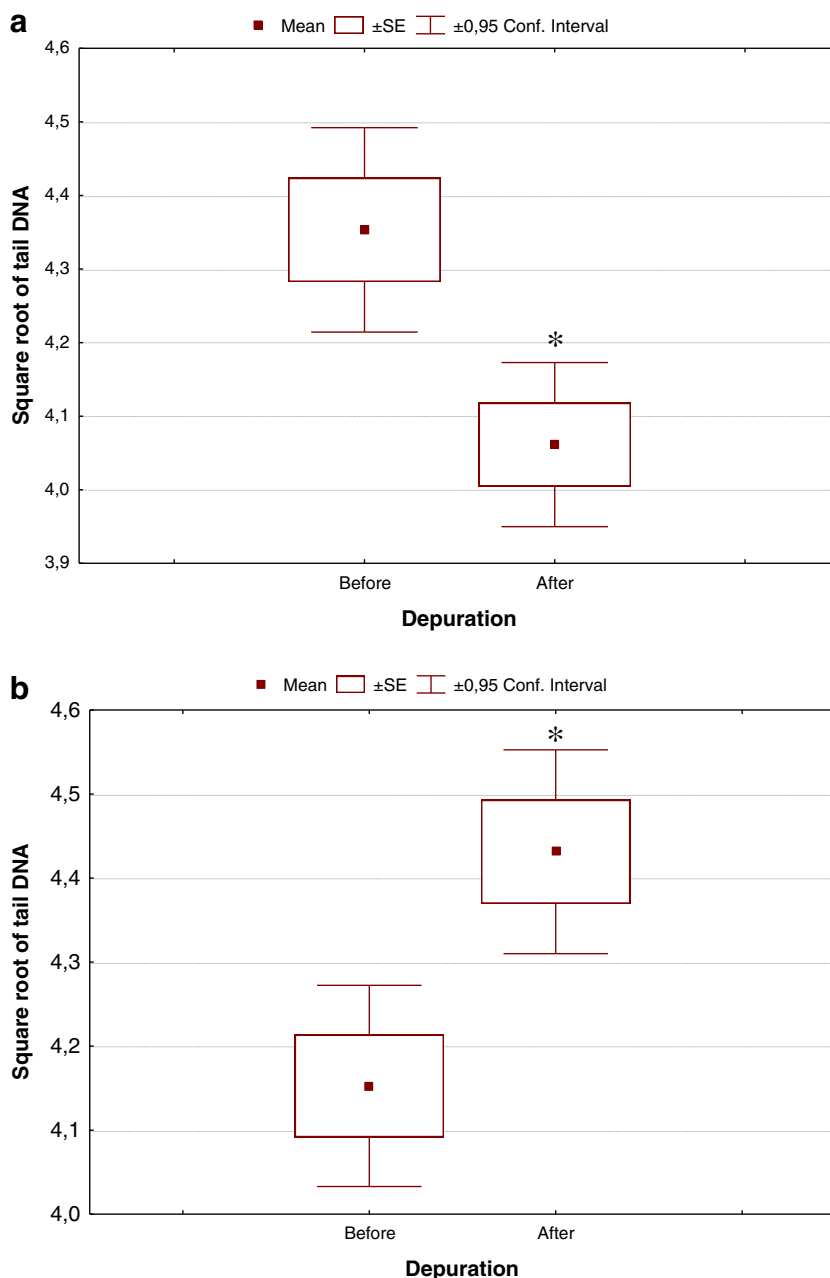 a
Mean ±SE ±0,95 Conf. Interval
4,6
4,5
4,4
4,3
4,2
4,1
4,0
3,9
Square root of tail DNA
*
Before After
Depuration
b
Mean ±SE ±0,95 Conf. Interval
4,6
4,5
4,4
4,3
4,2
4,1
4,0
Square root of tail DNA
*
Before After
Depuration